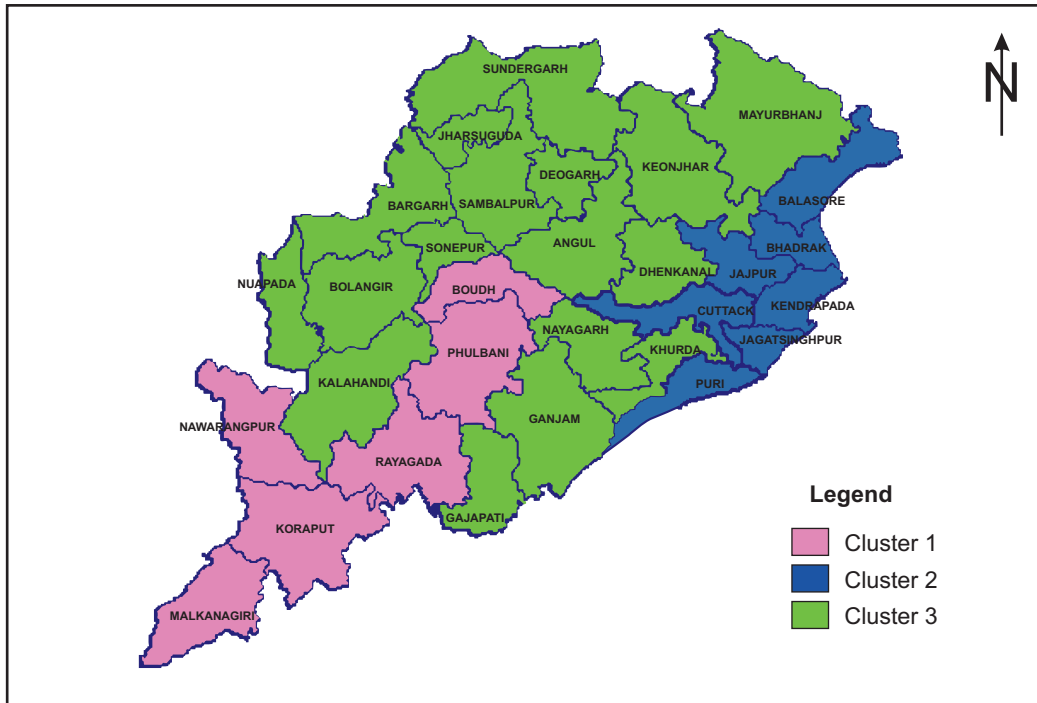 SUNDERGARH
N
MAYURBHANJ
JHARSUGUDA
KEONJHAR
DEOGARH
BALASORE
BARGARH
SAMBALPUR
SONEPUR
ANGUL
BHADRAK
DHENKANAL
JAJPUR
NUAPADA
BOLANGIR
BOUDH
KENDRAPADA
CUTTACK
NAYAGARH
JAGATSINGHPUR
KHURDA
PHULBANI
KALAHANDI
PURI
NAWARANGPUR
GANJAM
RAYAGADA
Legend
GAJAPATI
KORAPUT
Cluster 1
Cluster 2
MALKANAGIRI
Cluster 3